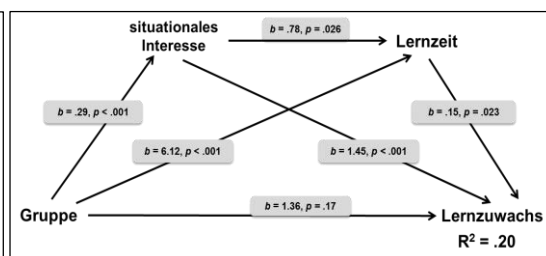 situationales
Interesse
b = .78, p = .026
Lernzeit
b = .29, p < .001
b = .15, p = .023
b = 6.12, p < .001
b = 1.45, p < .001
Gruppe
b = 1.36, p = .17
Lernzuwachs
R² = .20